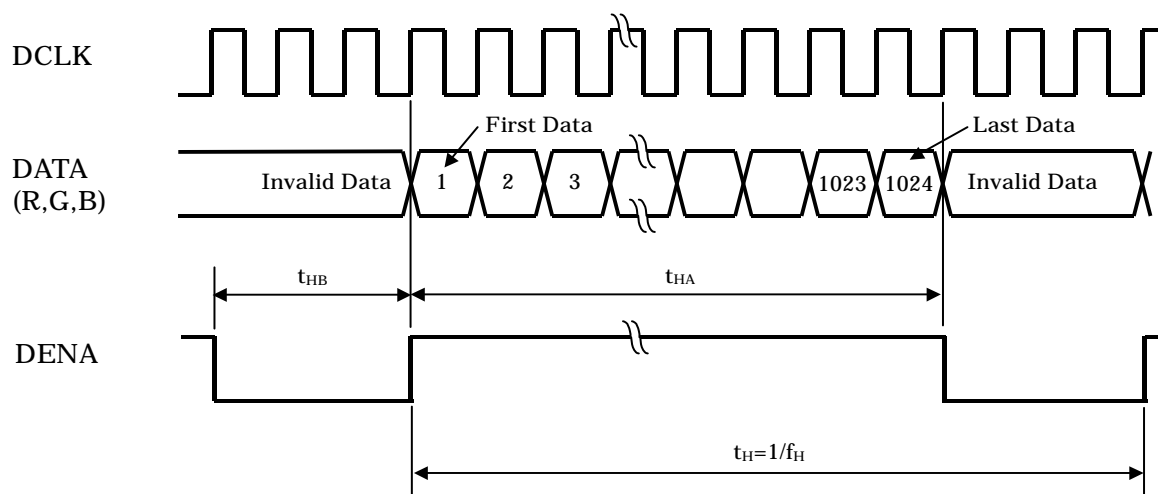 DCLK
First Data
Last Data
DATA
(R,G,B)
Invalid Data
1
2
3
1023
1024
Invalid Data
tHB
tHA
DENA
tH=1/fH